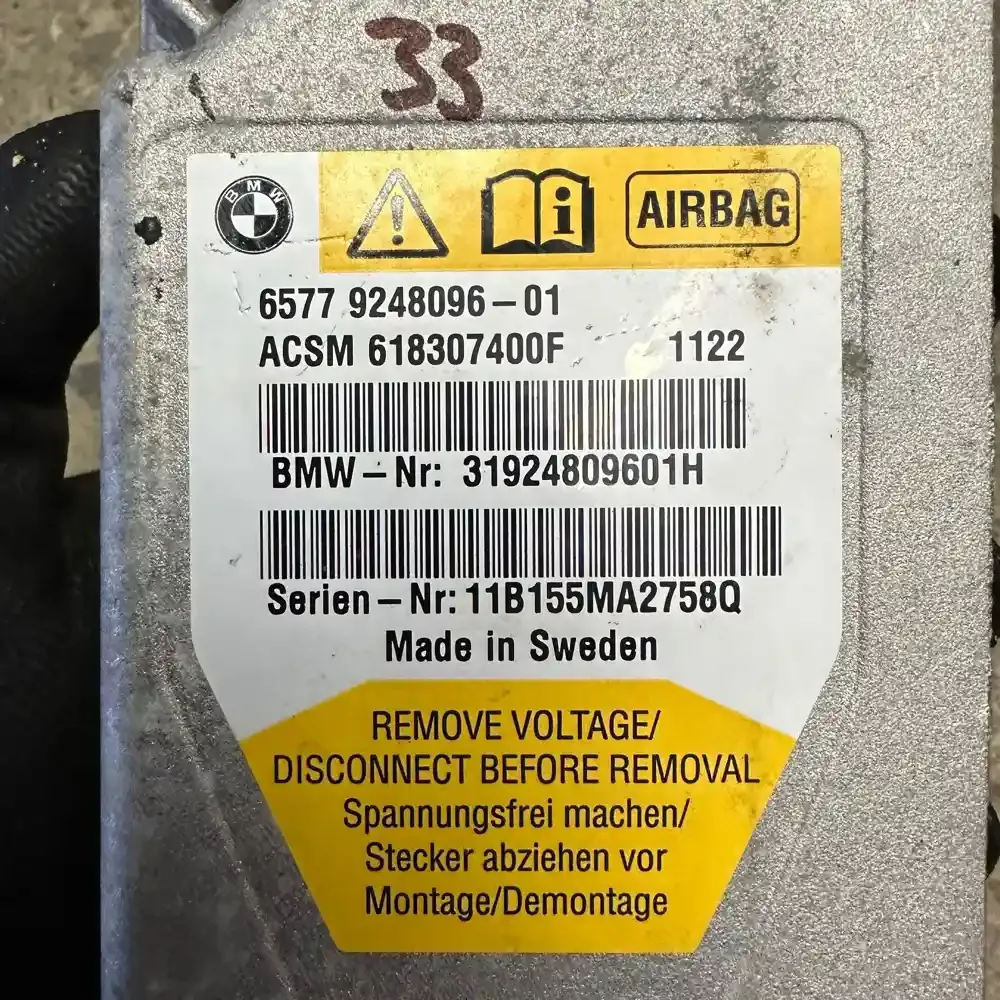 33
BMW
AIRBAG
6577 9248096-01
ACSM 618307400F 1122
BMW-Nr: 31924809601H
Serien-Nr: 11B155MA2758Q
Made in Sweden
REMOVE VOLTAGE/
DISCONNECT BEFORE REMOVAL
Spannungsfrei machen/
Stecker abziehen vor
Montage/Demontage